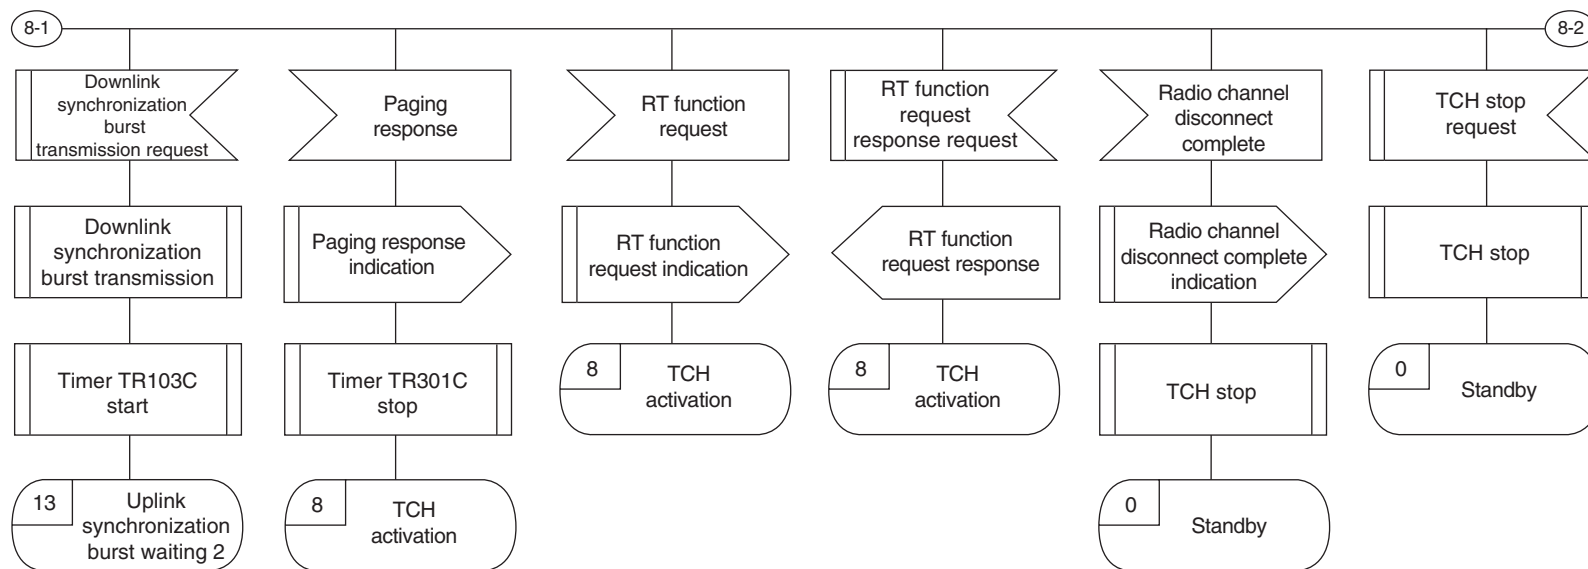 8-1
8-2
Downlink
synchronization
burst
transmission request
Paging
response
RT function
request
RT function
request
response request
Radio channel
disconnect
complete
TCH stop
request
Downlink
synchronization
burst transmission
Paging response
indication
RT function
request indication
RT function
request response
Radio channel
disconnect complete
indication
TCH stop
Timer TR103C
start
Timer TR301C
stop
8
TCH
activation
8
TCH
activation
TCH stop
0
Standby
13
Uplink
synchronization
burst waiting 2
8
TCH
activation
0
Standby